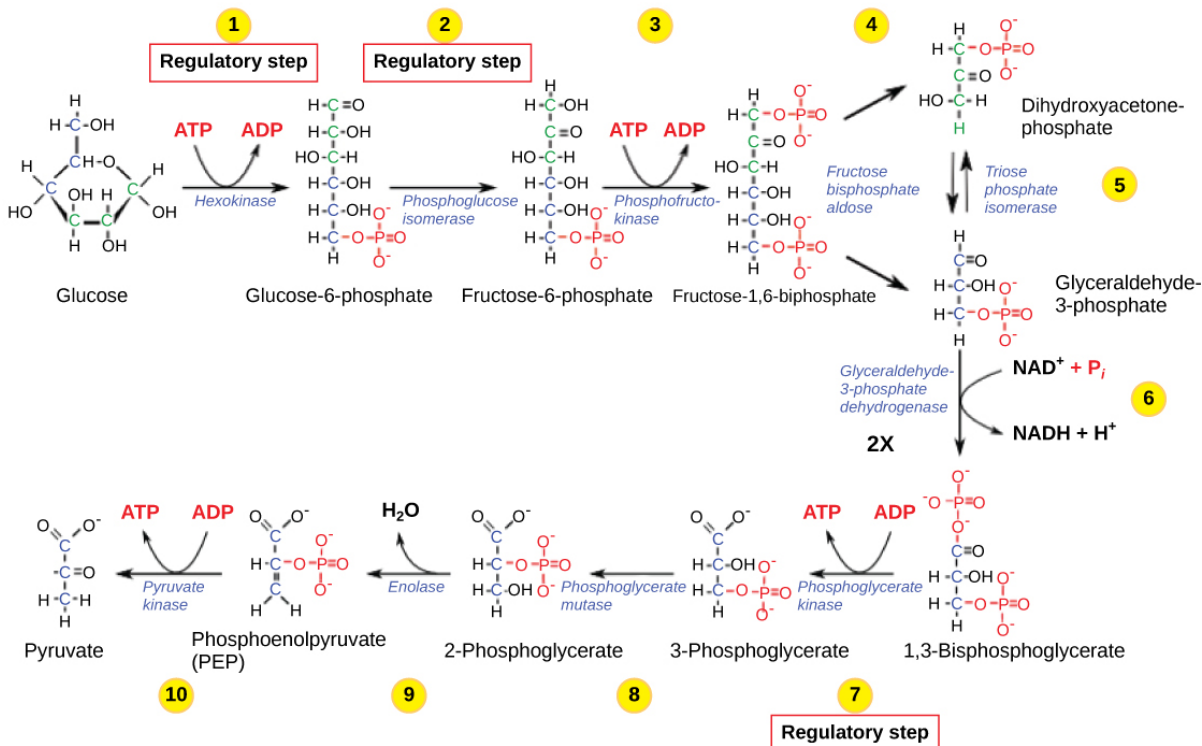 1
2
3
4
Regulatory step
Regulatory step
ATP
ADP
Hexokinase
Phosphoglucose
isomerase
ATP
ADP
Phosphofructo-
kinase
Fructose
bisphosphate
aldose
Dihydroxyacetone-
phosphate
Triose
phosphate
isomerase
5
Glucose
Glucose-6-phosphate
Fructose-6-phosphate
Fructose-1,6-biphosphate
Glyceraldehyde-
3-phosphate
Glyceraldehyde-
3-phosphate
dehydrogenase
NAD+ + Pi
6
NADH + H+
2X
ATP
ADP
Pyruvate
kinase
H2O
Enolase
Phosphoglycerate
mutase
ATP
ADP
Phosphoglycerate
kinase
Pyruvate
Phosphoenolpyruvate
(PEP)
2-Phosphoglycerate
3-Phosphoglycerate
1,3-Bisphosphoglycerate
10
9
8
7
Regulatory step